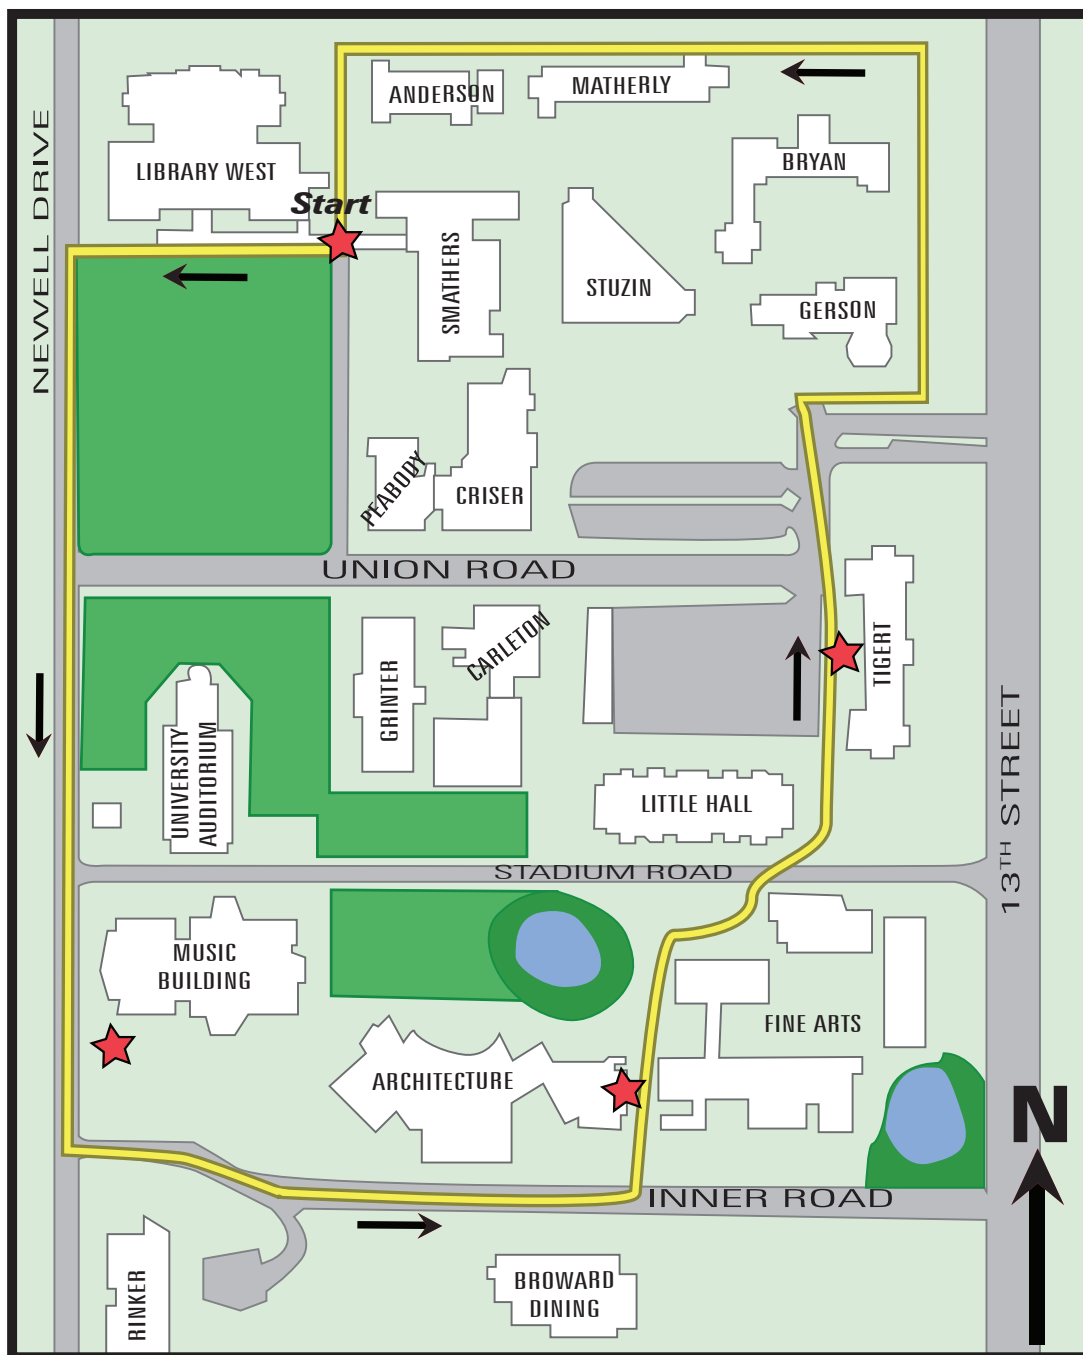 ANDERSON
MATHERLY
BRYAN
LIBRARY WEST
Start
NEWELL DRIVE
SMATHERS
STUZIN
GERSON
PEABODY
CRISER
UNION ROAD
CARLETON
GRINTER
TIGERT
UNIVERSITY
AUDITORIUM
LITTLE HALL
13TH STREET
STADIUM ROAD
MUSIC
BUILDING
FINE ARTS
ARCHITECTURE
N
INNER ROAD
RINKER
BROWARD
DINING